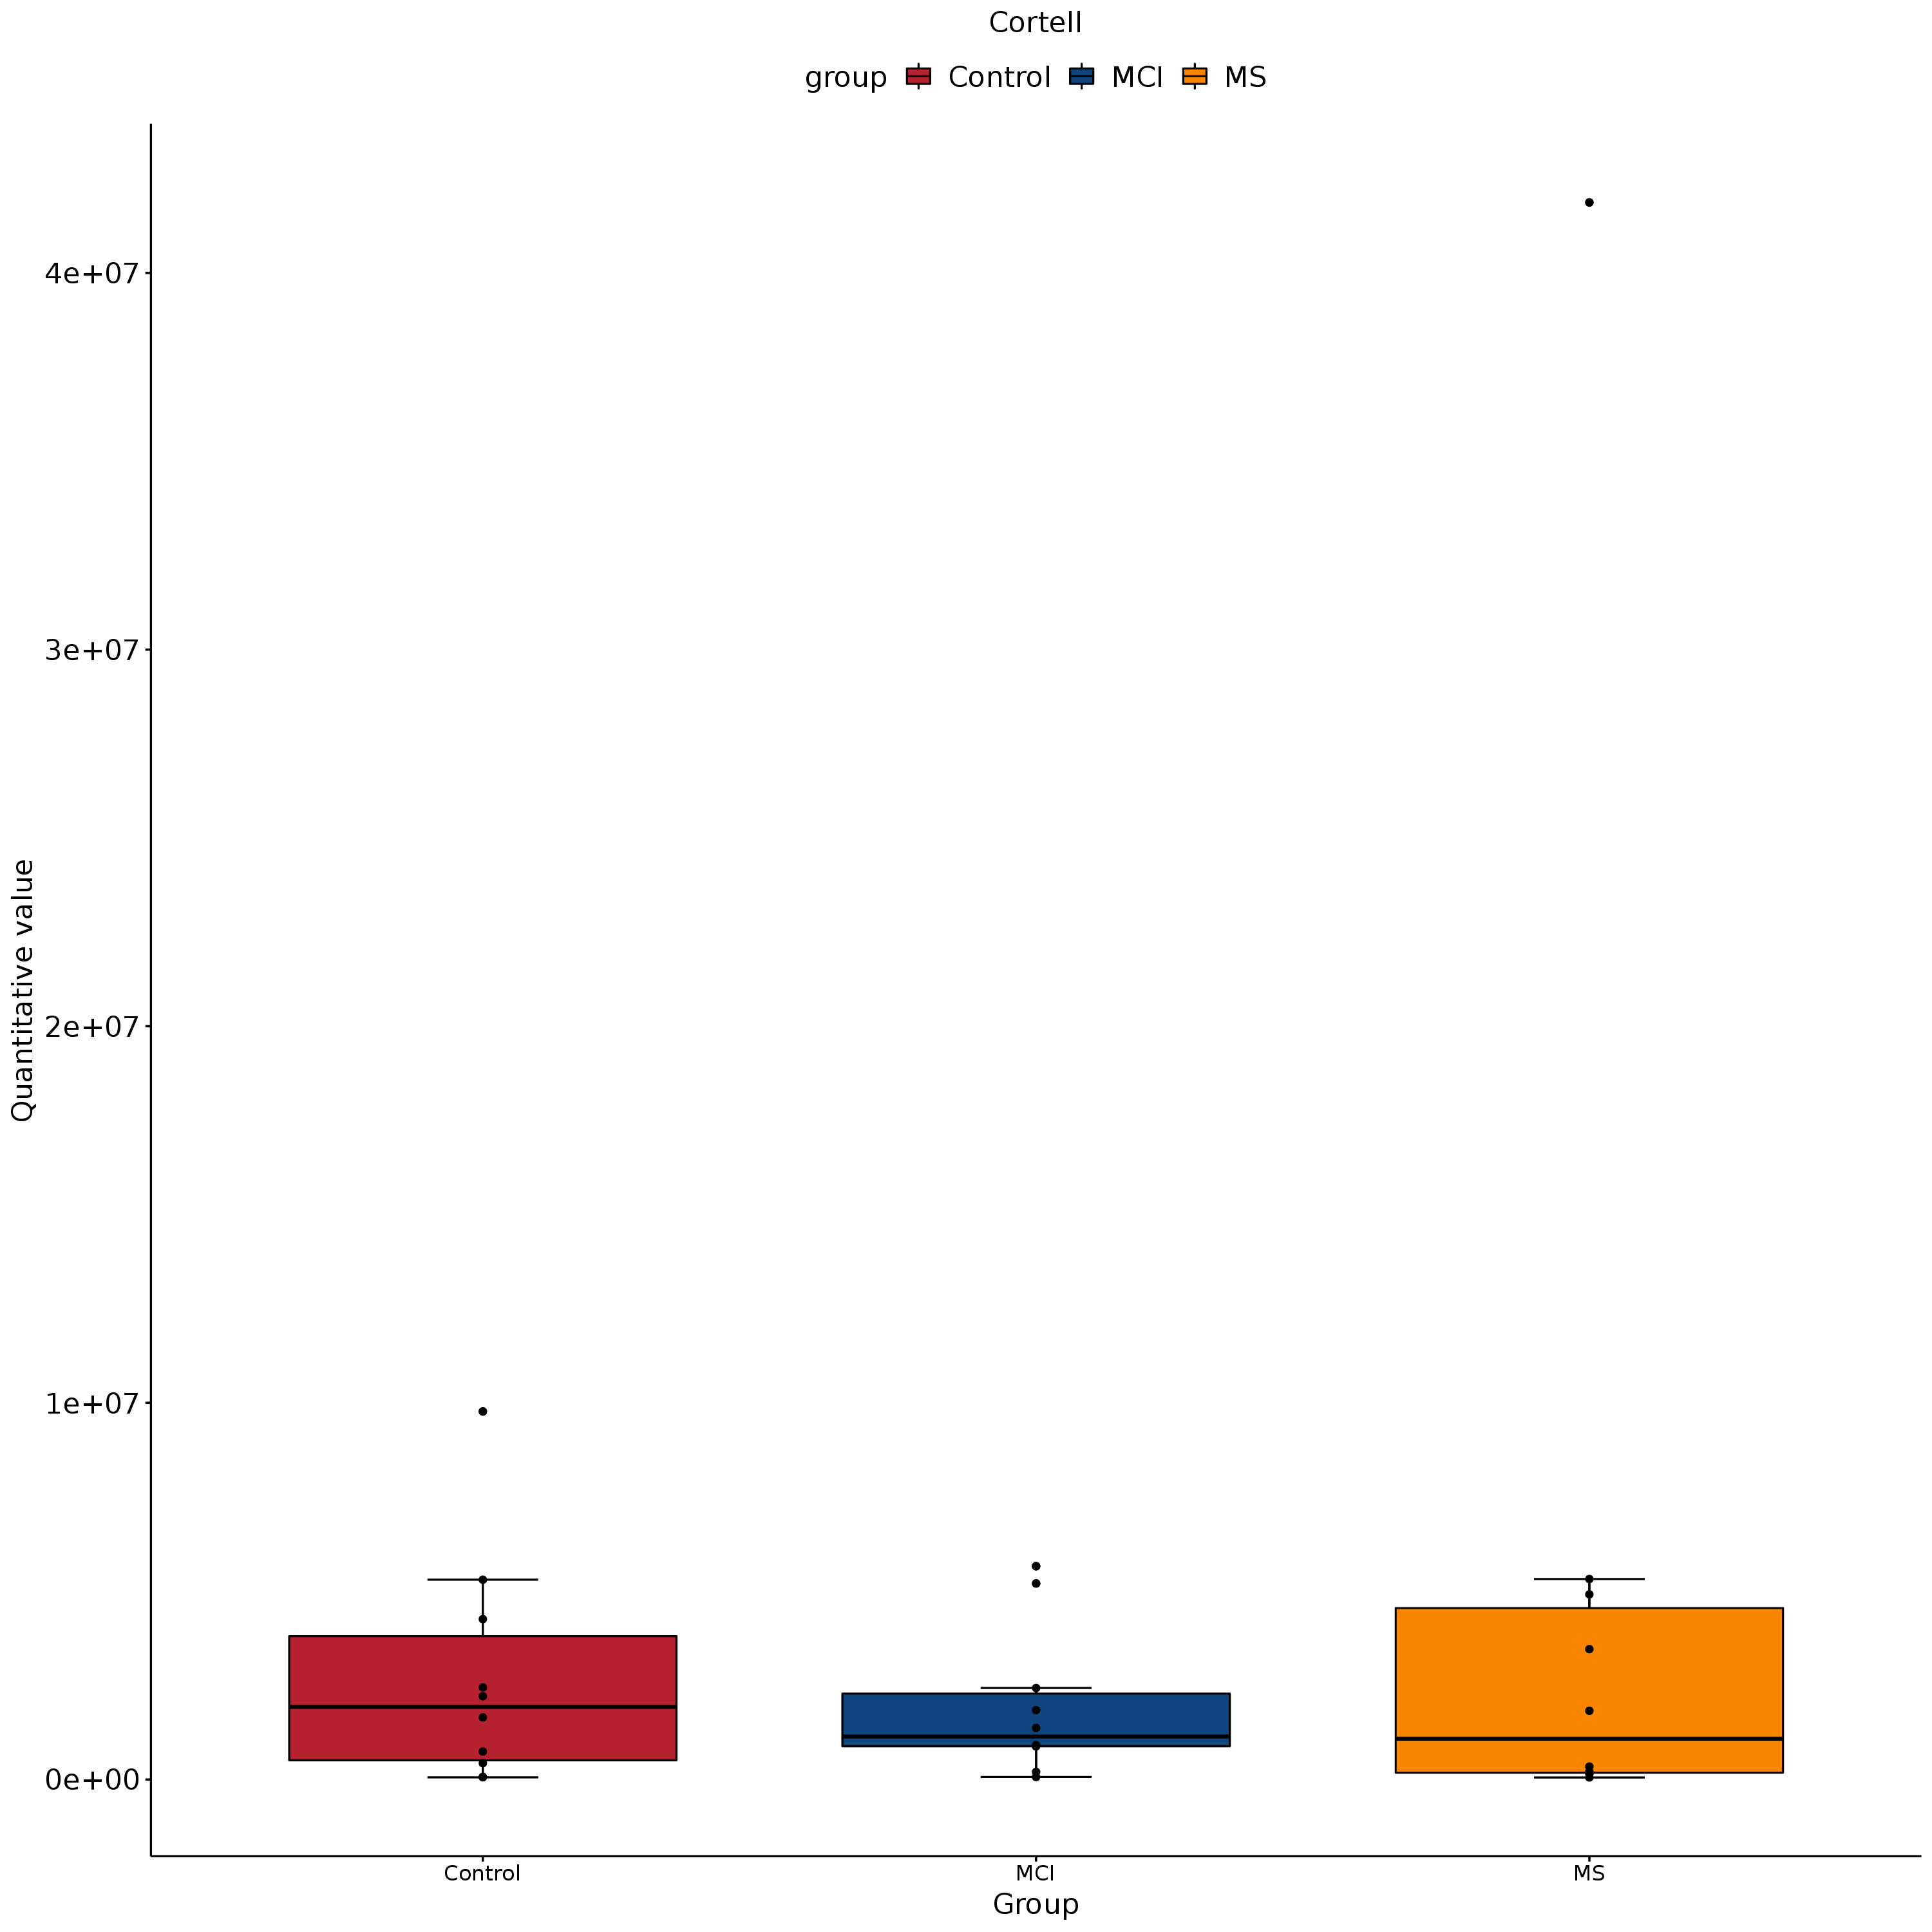 Cortell
group Control MCI MS
4e+07
3e+07
2e+07
1e+07
0e+00
Quantitative value
Control MCI MS
Group